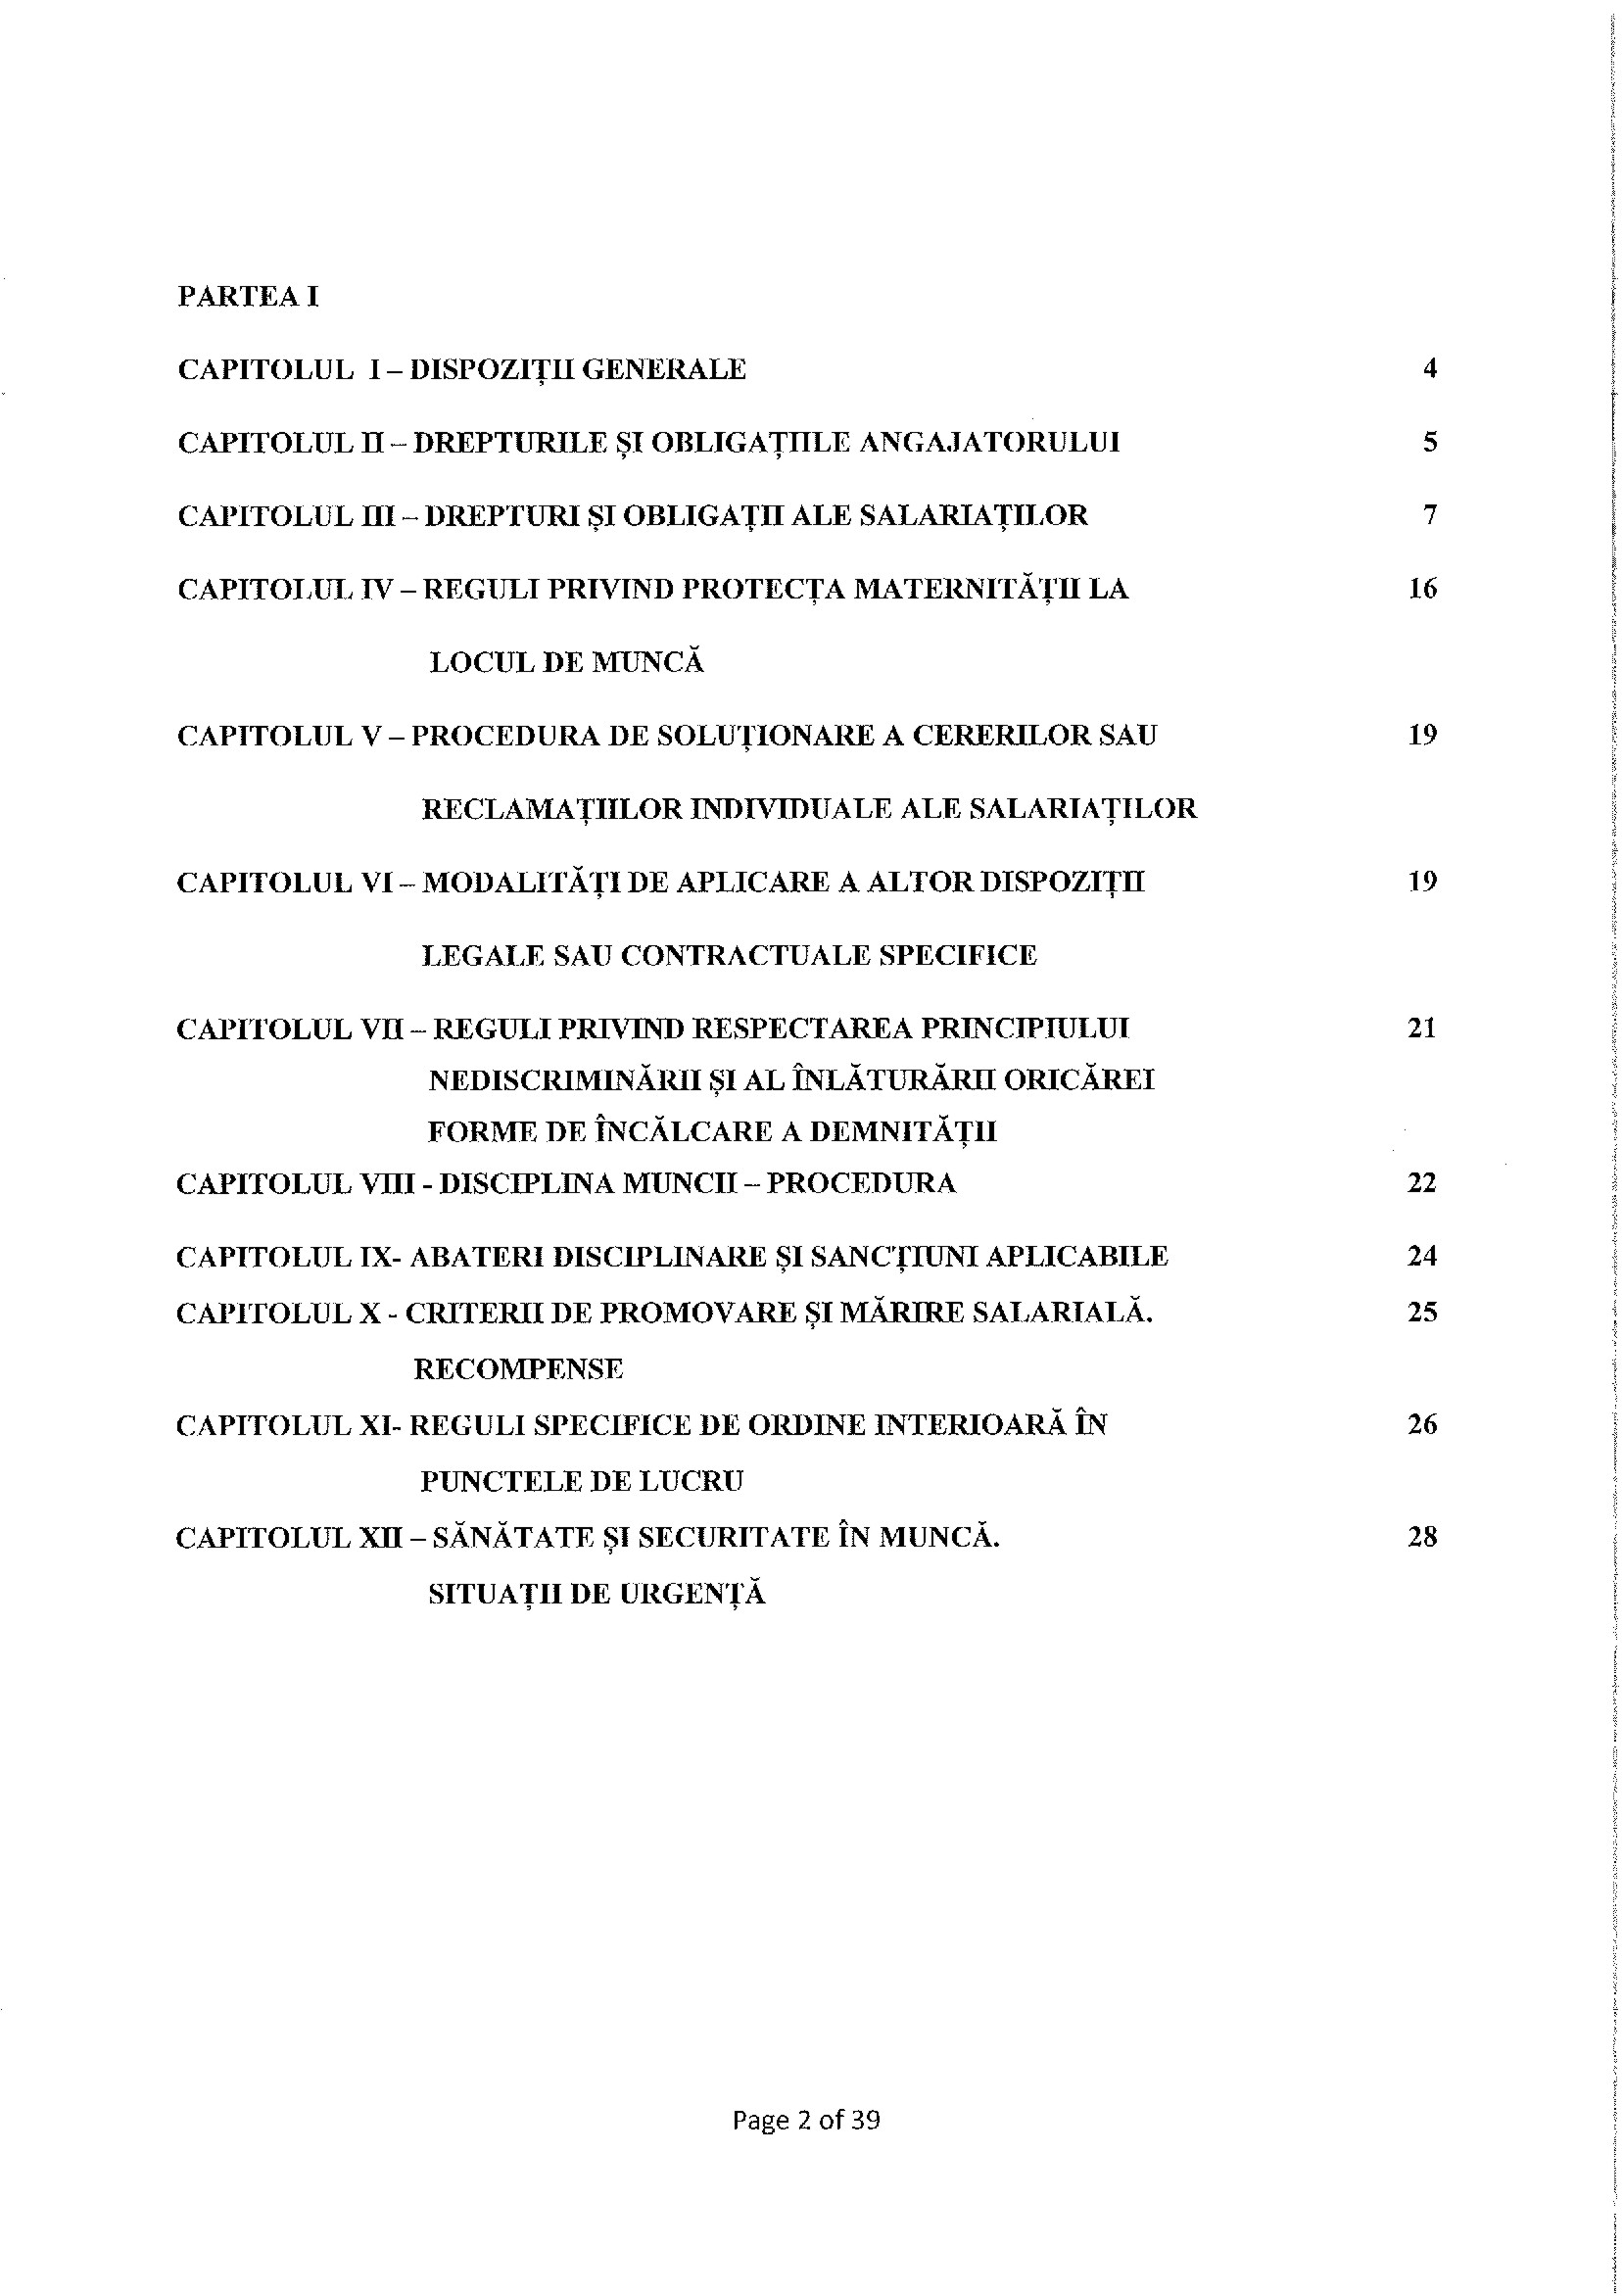 PARTEA I
CAPITOLUL I – DISPOZIȚII GENERALE 4
CAPITOLUL II – DREPTURILE ȘI OBLIGAȚIILE ANGAJATORULUI 5
CAPITOLUL III – DREPTURI ȘI OBLIGAȚII ALE SALARIAȚILOR 7
CAPITOLUL IV – REGULI PRIVIND PROTECȚA MATERNITĂȚII LA 16
LOCUL DE MUNCĂ
CAPITOLUL V – PROCEDURA DE SOLUȚIONARE A CERERILOR SAU 19
RECLAMAȚIILOR INDIVIDUALE ALE SALARIAȚILOR
CAPITOLUL VI – MODALITĂȚI DE APLICARE A ALTOR DISPOZIȚII 19
LEGALE SAU CONTRACTUALE SPECIFICE
CAPITOLUL VII – REGULI PRIVIND RESPECTAREA PRINCIPIULUI 21
NEDISCRIMINĂRII ȘI AL ÎNLĂTURĂRII ORICĂREI
FORME DE ÎNCĂLCARE A DEMNITĂȚII
CAPITOLUL VIII - DISCIPLINA MUNCII – PROCEDURA 22
CAPITOLUL IX- ABATERI DISCIPLINARE ȘI SANCȚIUNI APLICABILE 24
CAPITOLUL X - CRITERII DE PROMOVARE ȘI MĂRIRE SALARIALĂ. 25
RECOMPENSE
CAPITOLUL XI- REGULI SPECIFICE DE ORDINE INTERIOARĂ ÎN 26
PUNCTELE DE LUCRU
CAPITOLUL XII – SĂNĂTATE ȘI SECURITATE ÎN MUNCĂ. 28
SITUAȚII DE URGENȚĂ
Page 2 of 39